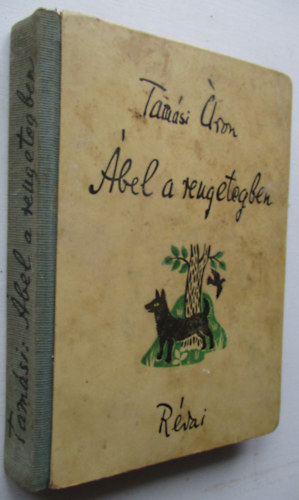 Tamási Áron
Ábel a rengetegben
Révai
Tamási: Ábel a rengetegben